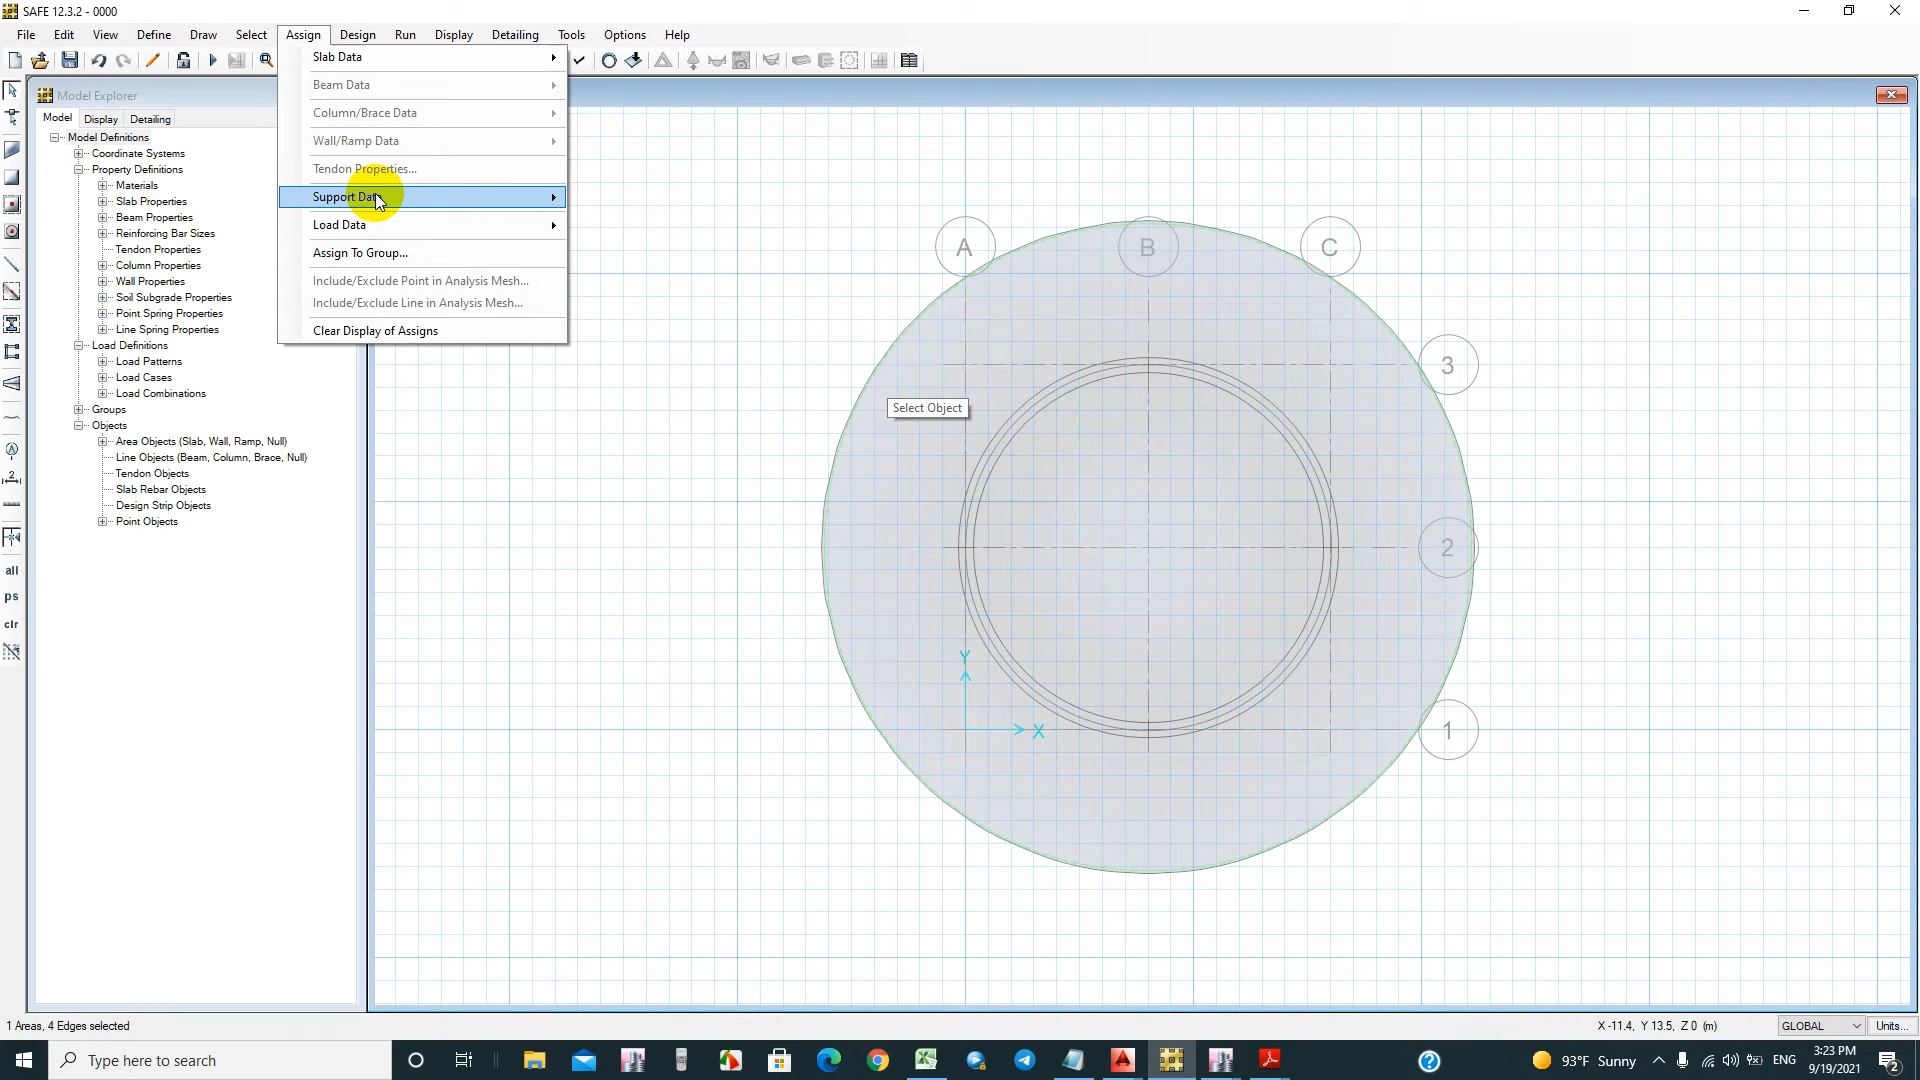 SAFE 12.3.2 - 0000
File Edit View Define Draw Select Assign Design Run Display Detailing Tools Options Help
Slab Data
Beam Data
Column/Brace Data
Wall/Ramp Data
Tendon Properties...
Support Data
Load Data
Assign To Group...
Include/Exclude Point in Analysis Mesh...
Include/Exclude Line in Analysis Mesh...
Clear Display of Assigns
Model Explorer
Model Display Detailing
Model Definitions
Coordinate Systems
Property Definitions
Materials
Slab Properties
Beam Properties
Reinforcing Bar Sizes
Tendon Properties
Column Properties
Wall Properties
Soil Subgrade Properties
Point Spring Properties
Line Spring Properties
Load Definitions
Load Patterns
Load Cases
Load Combinations
Groups
Objects
Area Objects (Slab, Wall, Ramp, Null)
Line Objects (Beam, Column, Brace, Null)
Tendon Objects
Slab Rebar Objects
Design Strip Objects
Point Objects
all
ps
clr
A B C
3
Select Object
2
Y
X
1
1 Areas, 4 Edges selected
X -11.4, Y 13.5, Z 0 (m)
GLOBAL
Units...
Type here to search
93°F Sunny
ENG
3:23 PM
9/19/2021
2